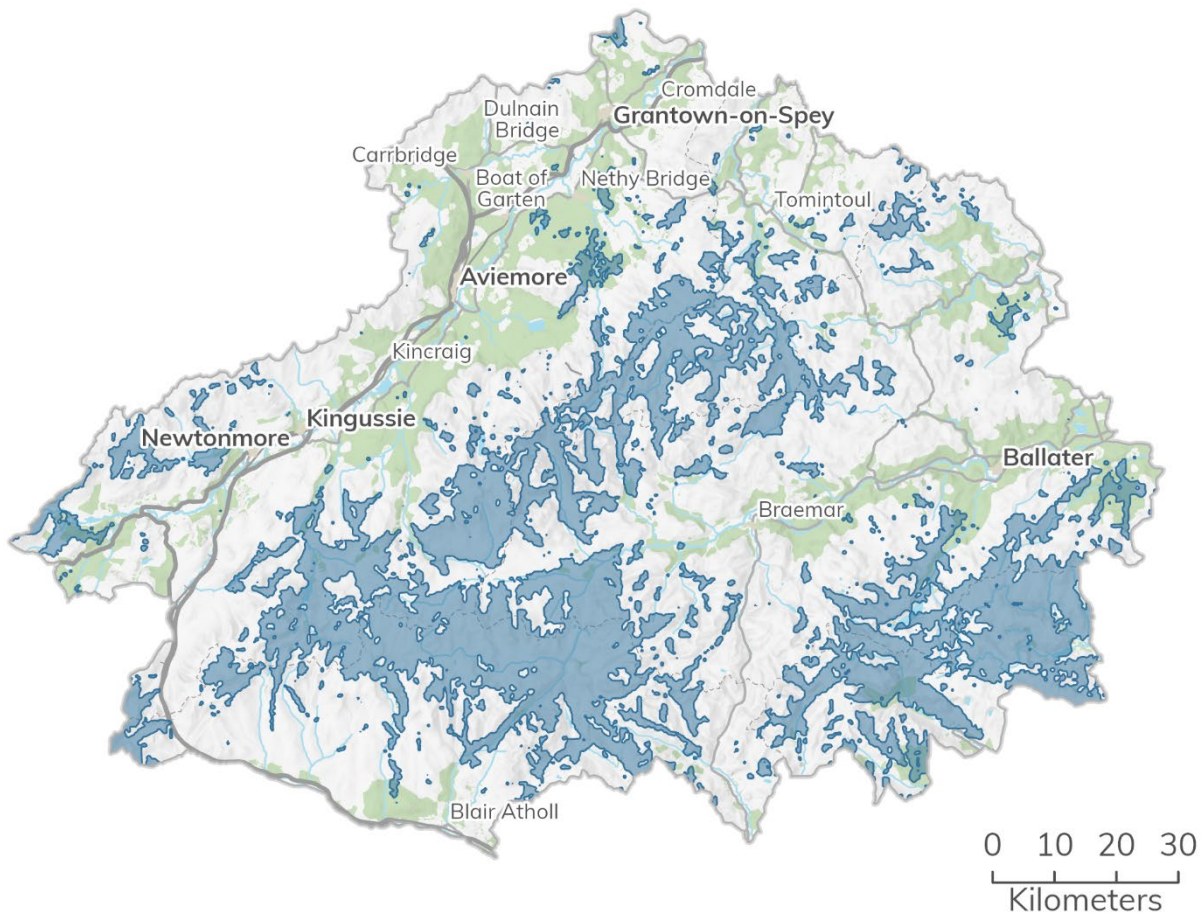 Cromdale
Grantown-on-Spey
Dulnain
Bridge
Carrbridge
Boat of
Garten
Nethy Bridge
Tomintoul
Aviemore
Kincraig
Kingussie
Newtonmore
Ballater
Braemar
Blair Atholl
0 10 20 30
Kilometers